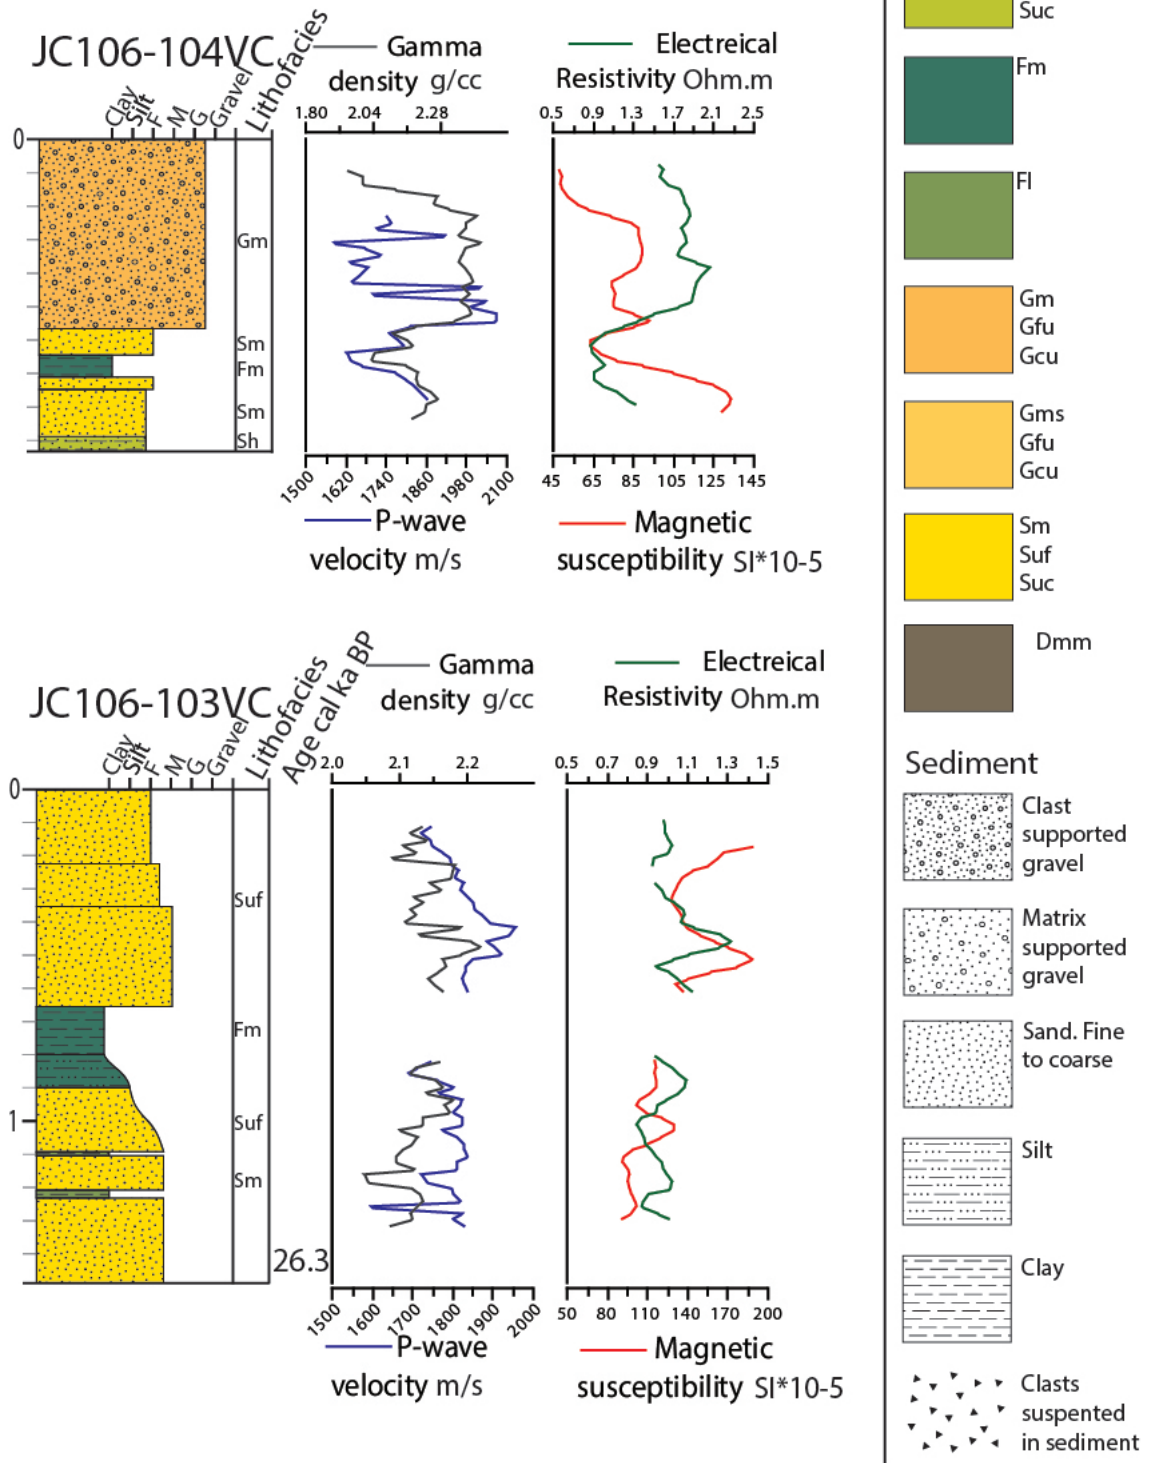 JC106-104VC
Clay
Silt
F
M
G
Gravel
Lithofacies
Gamma
density g/cc
1.80 2.04 2.28
Electreical
Resistivity Ohm.m
0.5 0.9 1.3 1.7 2.1 2.5
0
Gm
Sm
Fm
Sm
Sh
1500 1620 1740 1860 1980 2100
P-wave
velocity m/s
45 65 85 105 125 145
Magnetic
susceptibility SI*10-5
JC106-103VC
Clay
Silt
F
M
G
Gravel
Lithofacies
Age cal ka BP
Gamma
density g/cc
2.0 2.1 2.2
Electreical
Resistivity Ohm.m
0.5 0.7 0.9 1.1 1.3 1.5
0
Suf
Fm
1
Suf
Sm
26.3
1500 1600 1700 1800 1900 2000
P-wave
velocity m/s
50 80 110 140 170 200
Magnetic
susceptibility SI*10-5
Suc
Fm
Fl
Gm
Gfu
Gcu
Gms
Gfu
Gcu
Sm
Suf
Suc
Dmm
Sediment
Clast
supported
gravel
Matrix
supported
gravel
Sand. Fine
to coarse
Silt
Clay
Clasts
suspented
in sediment